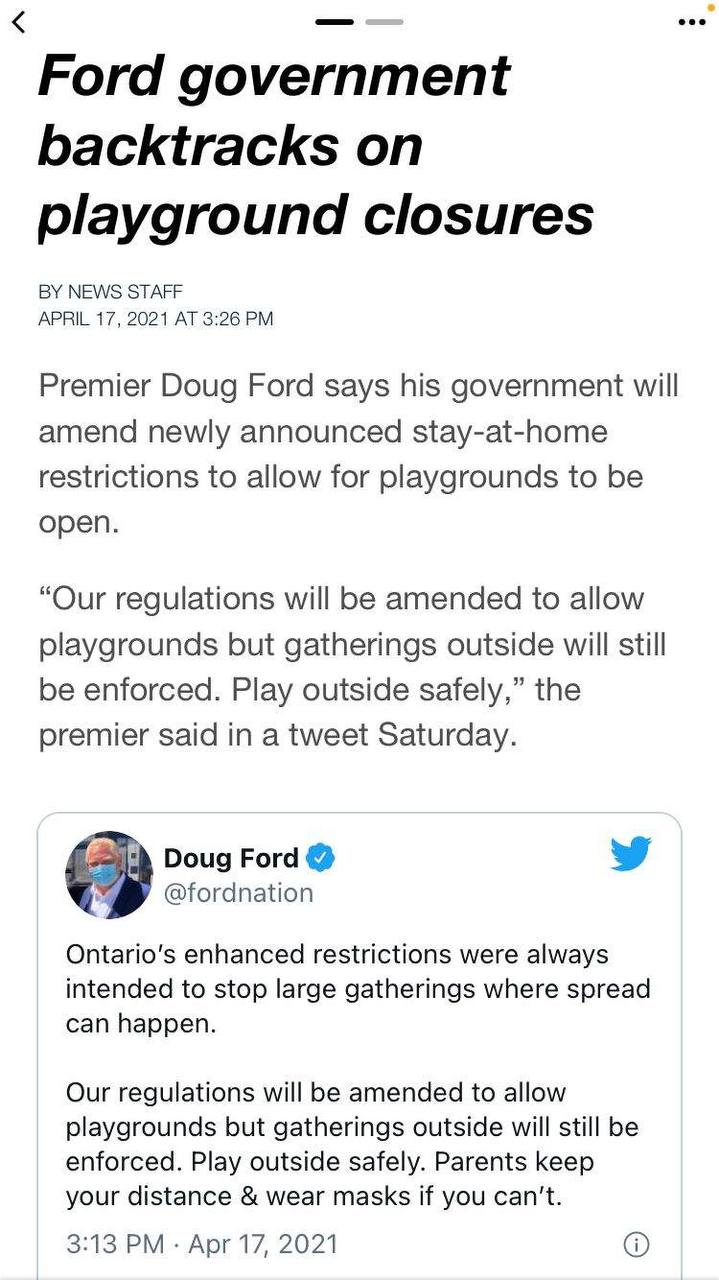 Ford government
backtracks on
playground closures
BY NEWS STAFF
APRIL 17, 2021 AT 3:26 PM
Premier Doug Ford says his government will
amend newly announced stay-at-home
restrictions to allow for playgrounds to be
open.
“Our regulations will be amended to allow
playgrounds but gatherings outside will still
be enforced. Play outside safely,” the
premier said in a tweet Saturday.
Doug Ford
@fordnation
Ontario’s enhanced restrictions were always
intended to stop large gatherings where spread
can happen.
Our regulations will be amended to allow
playgrounds but gatherings outside will still be
enforced. Play outside safely. Parents keep
your distance & wear masks if you can’t.
3:13 PM · Apr 17, 2021